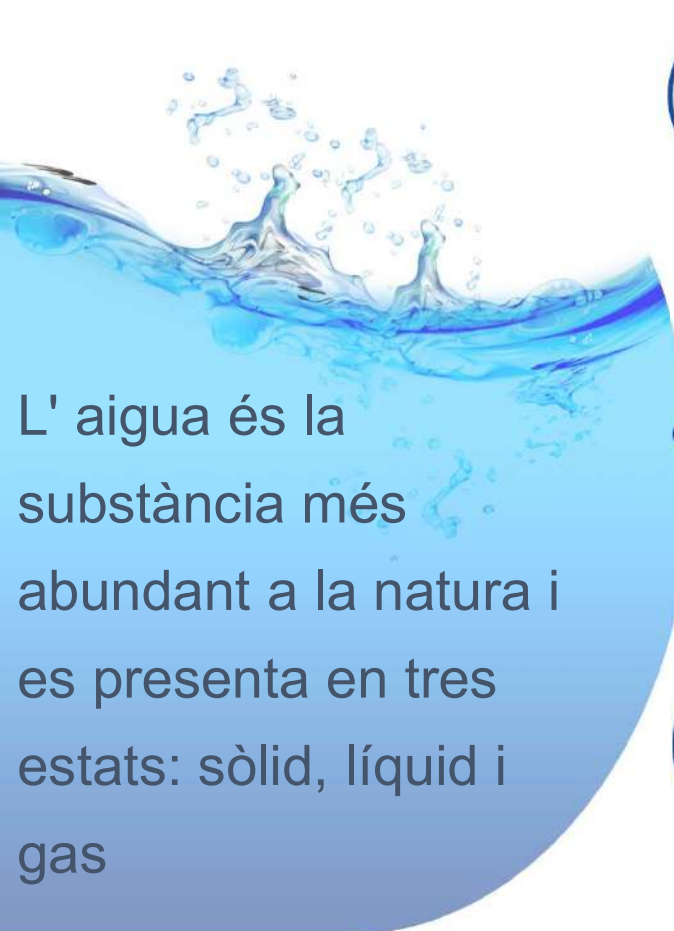 L' aigua és la
substància més
abundant a la natura i
es presenta en tres
estats: sòlid, líquid i
gas